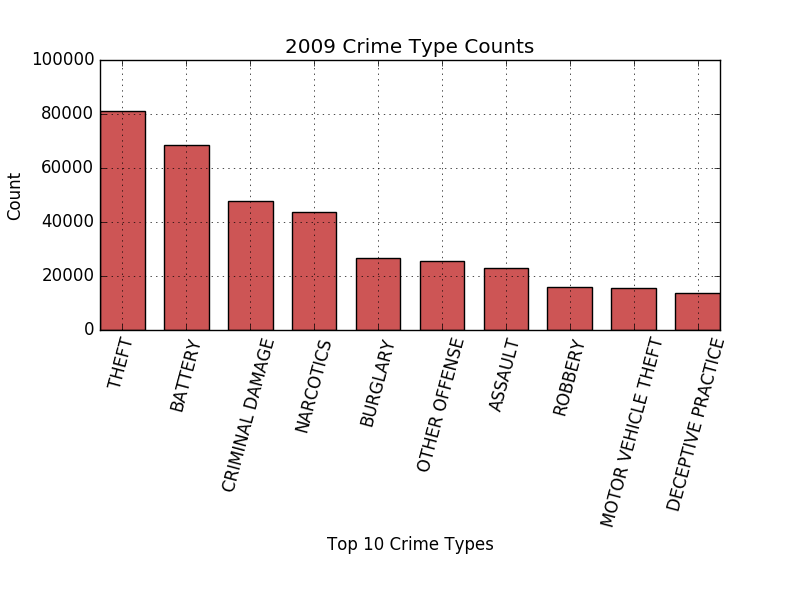 2009 Crime Type Counts
100000
80000
60000
40000
20000
0
Count
THEFT
BATTERY
CRIMINAL DAMAGE
NARCOTICS
BURGLARY
OTHER OFFENSE
ASSAULT
ROBBERY
MOTOR VEHICLE THEFT
DECEPTIVE PRACTICE
Top 10 Crime Types